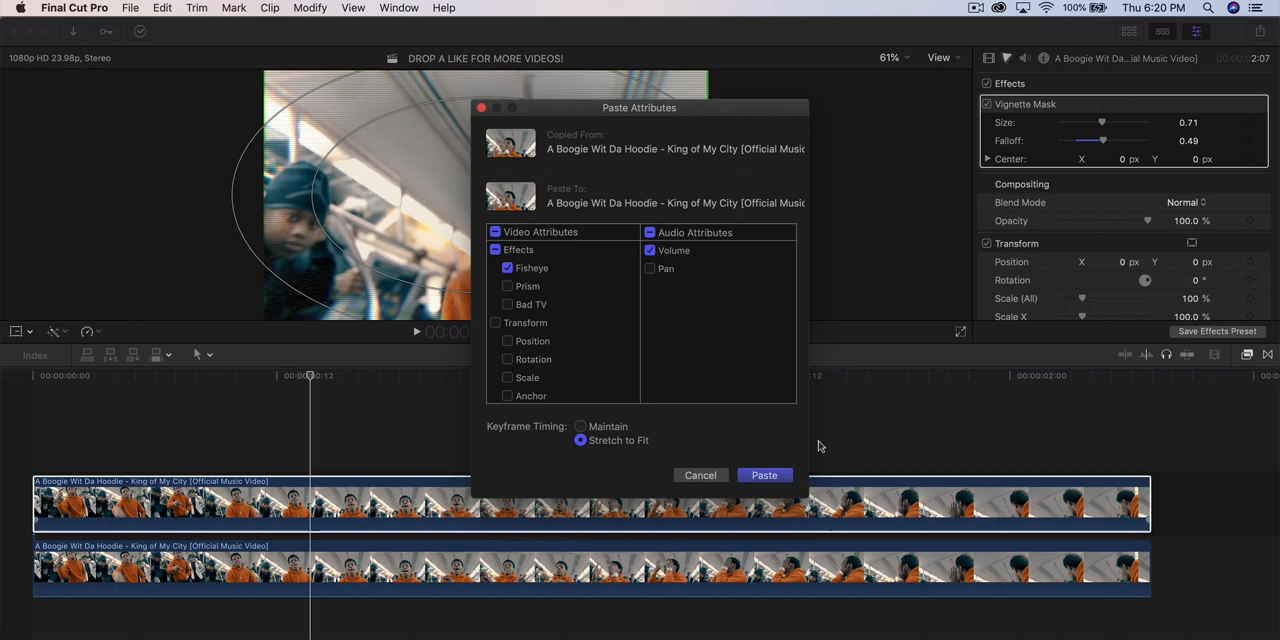 Final Cut Pro File Edit Trim Mark Clip Modify View Window Help 100% Thu 6:20 PM
1080p HD 23.98p, Stereo DROP A LIKE FOR MORE VIDEOS! 61% View A Boogie Wit Da...ial Music Video] 2:07
Effects
Vignette Mask
Size: 0.71
Falloff: 0.49
Center: X 0 px Y 0 px
Compositing
Blend Mode Normal
Opacity 100.0 %
Transform
Position X 0 px Y 0 px
Rotation 0 °
Scale (All) 100 %
Scale X 100.0 %
Save Effects Preset
Paste Attributes
Copied From:
A Boogie Wit Da Hoodie - King of My City [Official Music
Paste To:
A Boogie Wit Da Hoodie - King of My City [Official Music
Video Attributes
Effects
Fisheye
Prism
Bad TV
Transform
Position
Rotation
Scale
Anchor
Audio Attributes
Volume
Pan
Keyframe Timing: Maintain
Stretch to Fit
Cancel Paste
Index
00:00:00:00 00:00:00:12 :12 00:00:02:00 00:0
A Boogie Wit Da Hoodie - King of My City [Official Music Video]
A Boogie Wit Da Hoodie - King of My City [Official Music Video]